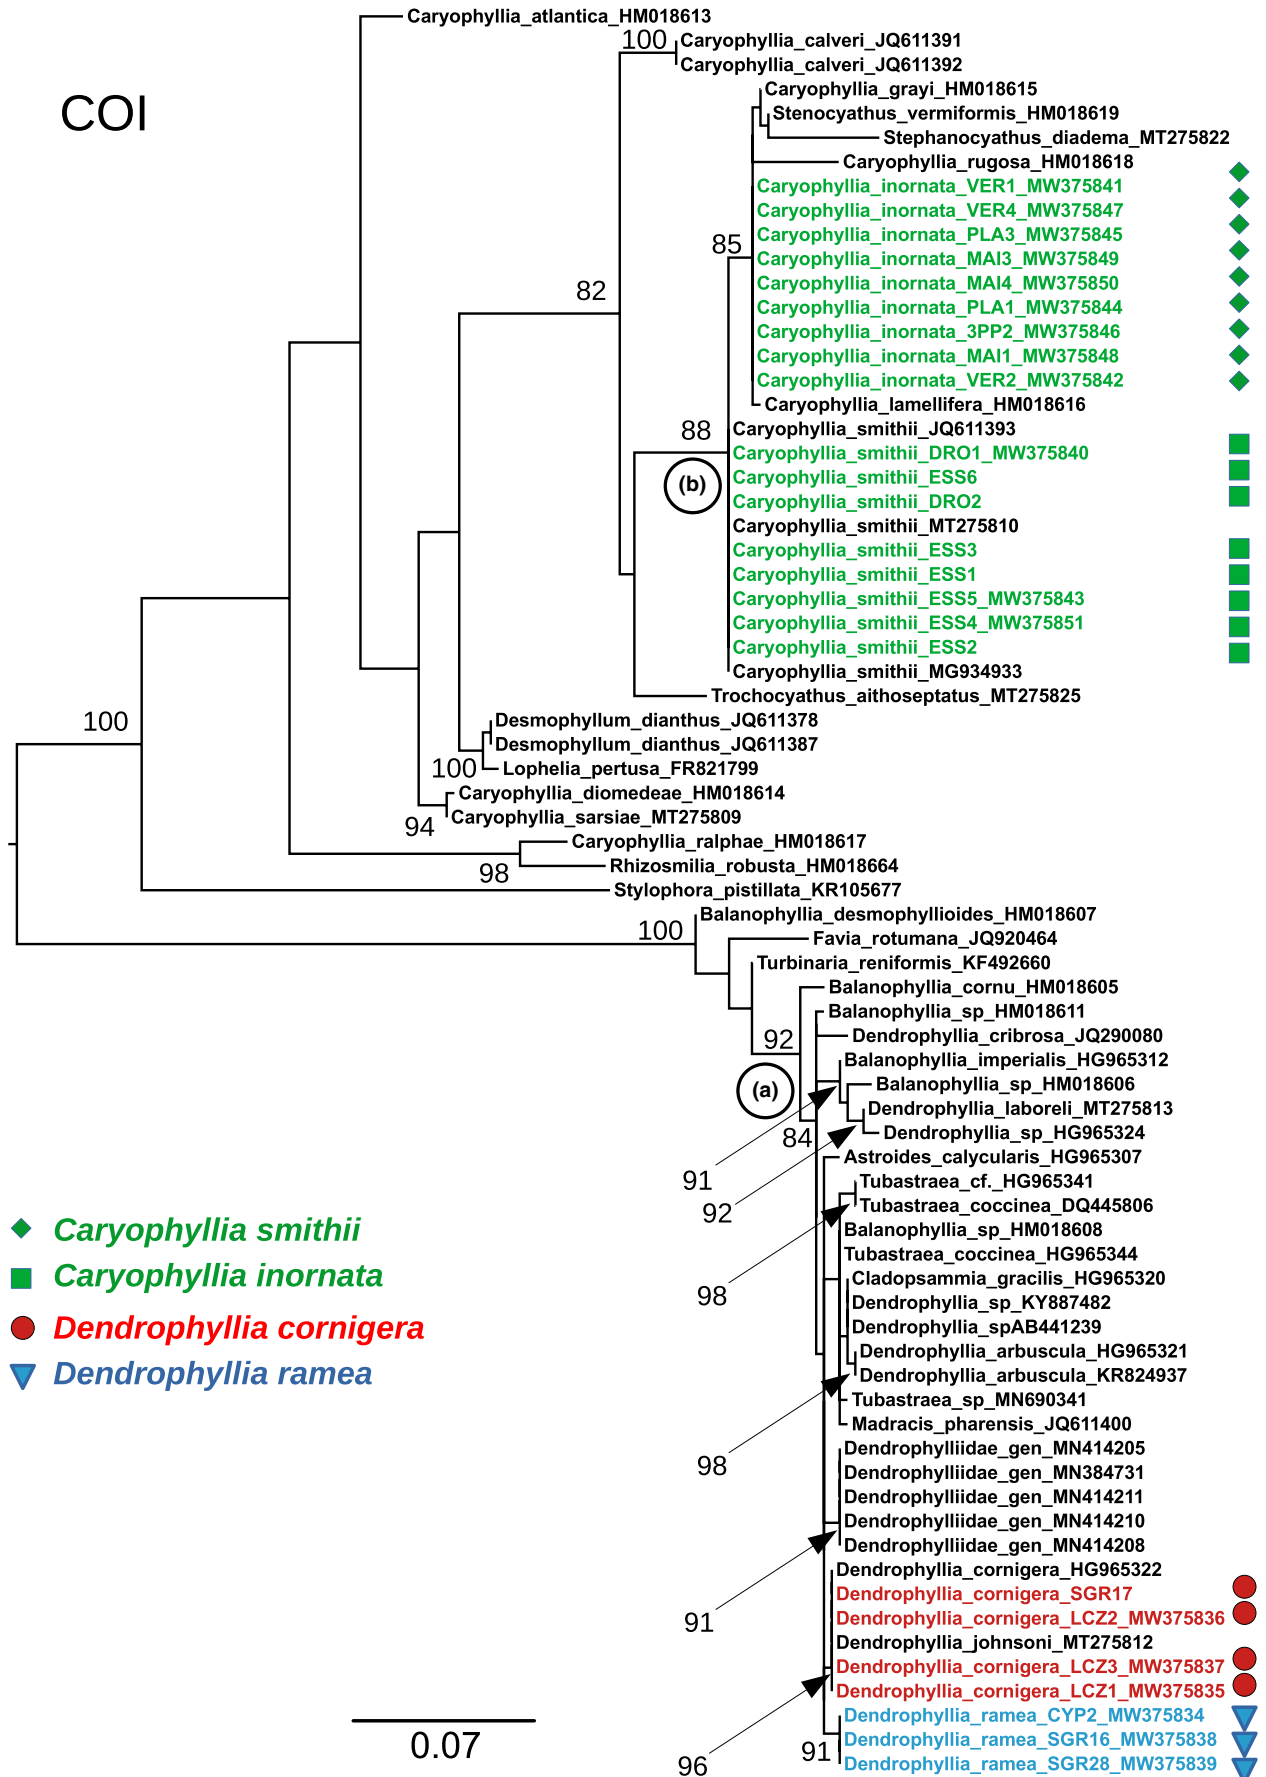 Caryophyllia_atlantica_HM018613
100
Caryophyllia_calveri_JQ611391
Caryophyllia_calveri_JQ611392
COI
Caryophyllia_grayi_HM018615
Stenocyathus_vermiformis_HM018619
Stephanocyathus_diadema_MT275822
Caryophyllia_rugosa_HM018618
Caryophyllia_inornata_VER1_MW375841
Caryophyllia_inornata_VER4_MW375847
Caryophyllia_inornata_PLA3_MW375845
85
Caryophyllia_inornata_MAI3_MW375849
Caryophyllia_inornata_MAI4_MW375850
82
Caryophyllia_inornata_PLA1_MW375844
Caryophyllia_inornata_3PP2_MW375846
Caryophyllia_inornata_MAI1_MW375848
Caryophyllia_inornata_VER2_MW375842
Caryophyllia_lamellifera_HM018616
88
Caryophyllia_smithii_JQ611393
Caryophyllia_smithii_DRO1_MW375840
Caryophyllia_smithii_ESS6
(b)
Caryophyllia_smithii_DRO2
Caryophyllia_smithii_MT275810
Caryophyllia_smithii_ESS3
Caryophyllia_smithii_ESS1
Caryophyllia_smithii_ESS5_MW375843
Caryophyllia_smithii_ESS4_MW375851
Caryophyllia_smithii_ESS2
Caryophyllia_smithii_MG934933
Trochocyathus_aithoseptatus_MT275825
100
Desmophyllum_dianthus_JQ611378
Desmophyllum_dianthus_JQ611387
100
Lophelia_pertusa_FR821799
Caryophyllia_diomedeae_HM018614
Caryophyllia_sarsiae_MT275809
94
Caryophyllia_ralphae_HM018617
Rhizosmilia_robusta_HM018664
98
Stylophora_pistillata_KR105677
Balanophyllia_desmophyllioides_HM018607
100
Favia_rotumana_JQ920464
Turbinaria_reniformis_KF492660
Balanophyllia_cornu_HM018605
Balanophyllia_sp_HM018611
92
Dendrophyllia_cribrosa_JQ290080
Balanophyllia_imperialis_HG965312
(a)
Balanophyllia_sp_HM018606
Dendrophyllia_laboreli_MT275813
84
Dendrophyllia_sp_HG965324
Astroides_calycularis_HG965307
91
Tubastraea_cf._HG965341
92
Tubastraea_coccinea_DQ445806
Caryophyllia smithii
Balanophyllia_sp_HM018608
Tubastraea_coccinea_HG965344
Caryophyllia inornata
Cladopsammia_gracilis_HG965320
98
Dendrophyllia_sp_KY887482
Dendrophyllia cornigera
Dendrophyllia_spAB441239
Dendrophyllia_arbuscula_HG965321
Dendrophyllia ramea
Dendrophyllia_arbuscula_KR824937
Tubastraea_sp_MN690341
Madracis_pharensis_JQ611400
Dendrophylliidae_gen_MN414205
98
Dendrophylliidae_gen_MN384731
Dendrophylliidae_gen_MN414211
Dendrophylliidae_gen_MN414210
Dendrophylliidae_gen_MN414208
Dendrophyllia_cornigera_HG965322
Dendrophyllia_cornigera_SGR17
91
Dendrophyllia_cornigera_LCZ2_MW375836
Dendrophyllia_johnsoni_MT275812
Dendrophyllia_cornigera_LCZ3_MW375837
Dendrophyllia_cornigera_LCZ1_MW375835
Dendrophyllia_ramea_CYP2_MW375834
0.07
Dendrophyllia_ramea_SGR16_MW375838
91
96
Dendrophyllia_ramea_SGR28_MW375839